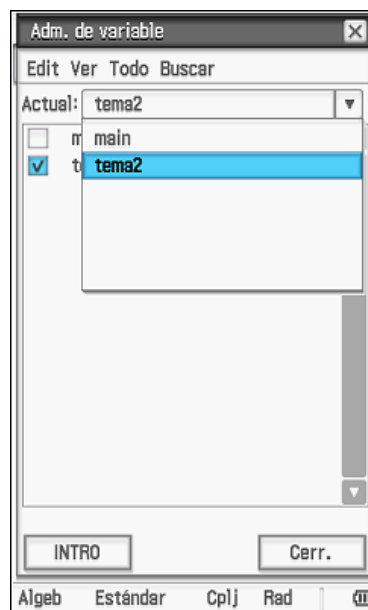 Adm. de variable
Edit Ver Todo Buscar
Actual: tema2
m main
t tema2
INTRO Cerr.
Algeb Estándar Cplj Rad